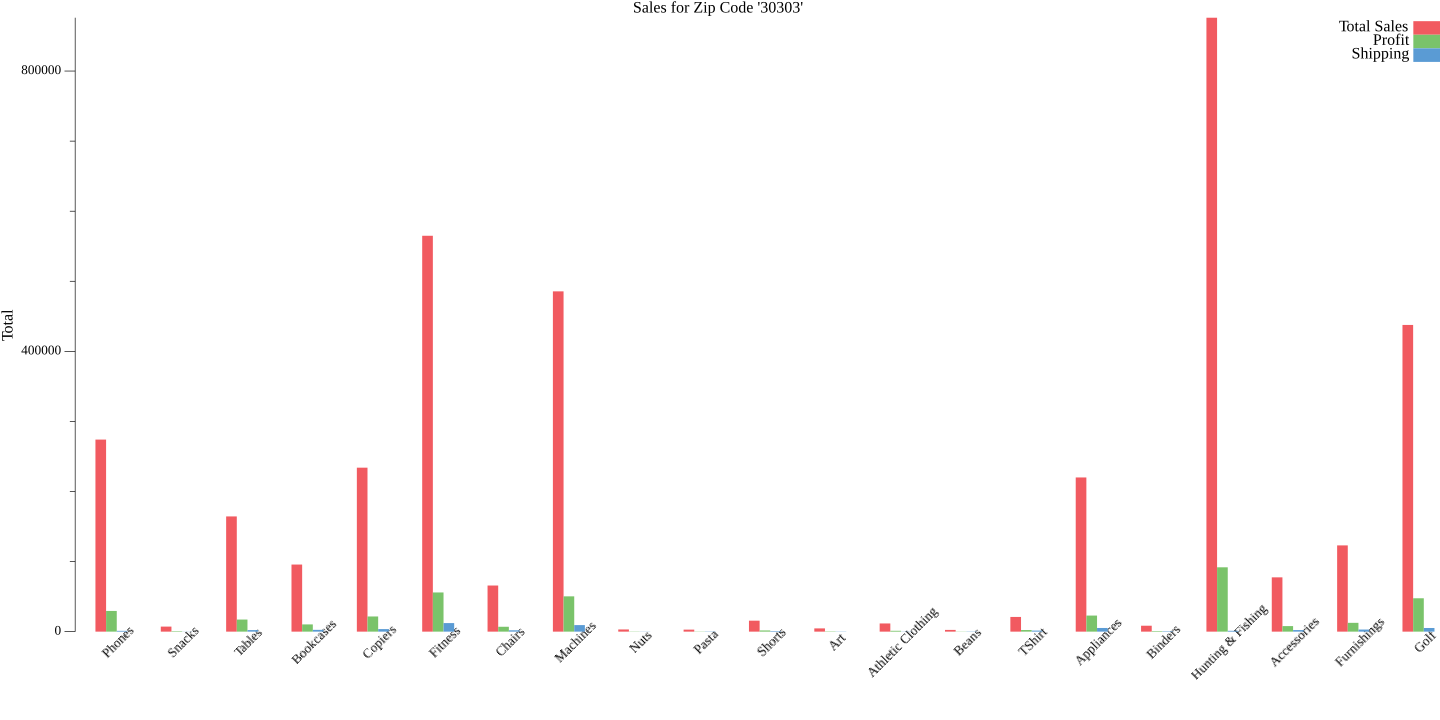 Sales for Zip Code '30303'
Total Sales
Profit
Shipping
800000
400000
0
Total
Phones
Snacks
Tables
Bookcases
Copiers
Fitness
Chairs
Machines
Nuts
Pasta
Shorts
Art
Athletic Clothing
Beans
TShirt
Appliances
Binders
Hunting & Fishing
Accessories
Furnishings
Golf